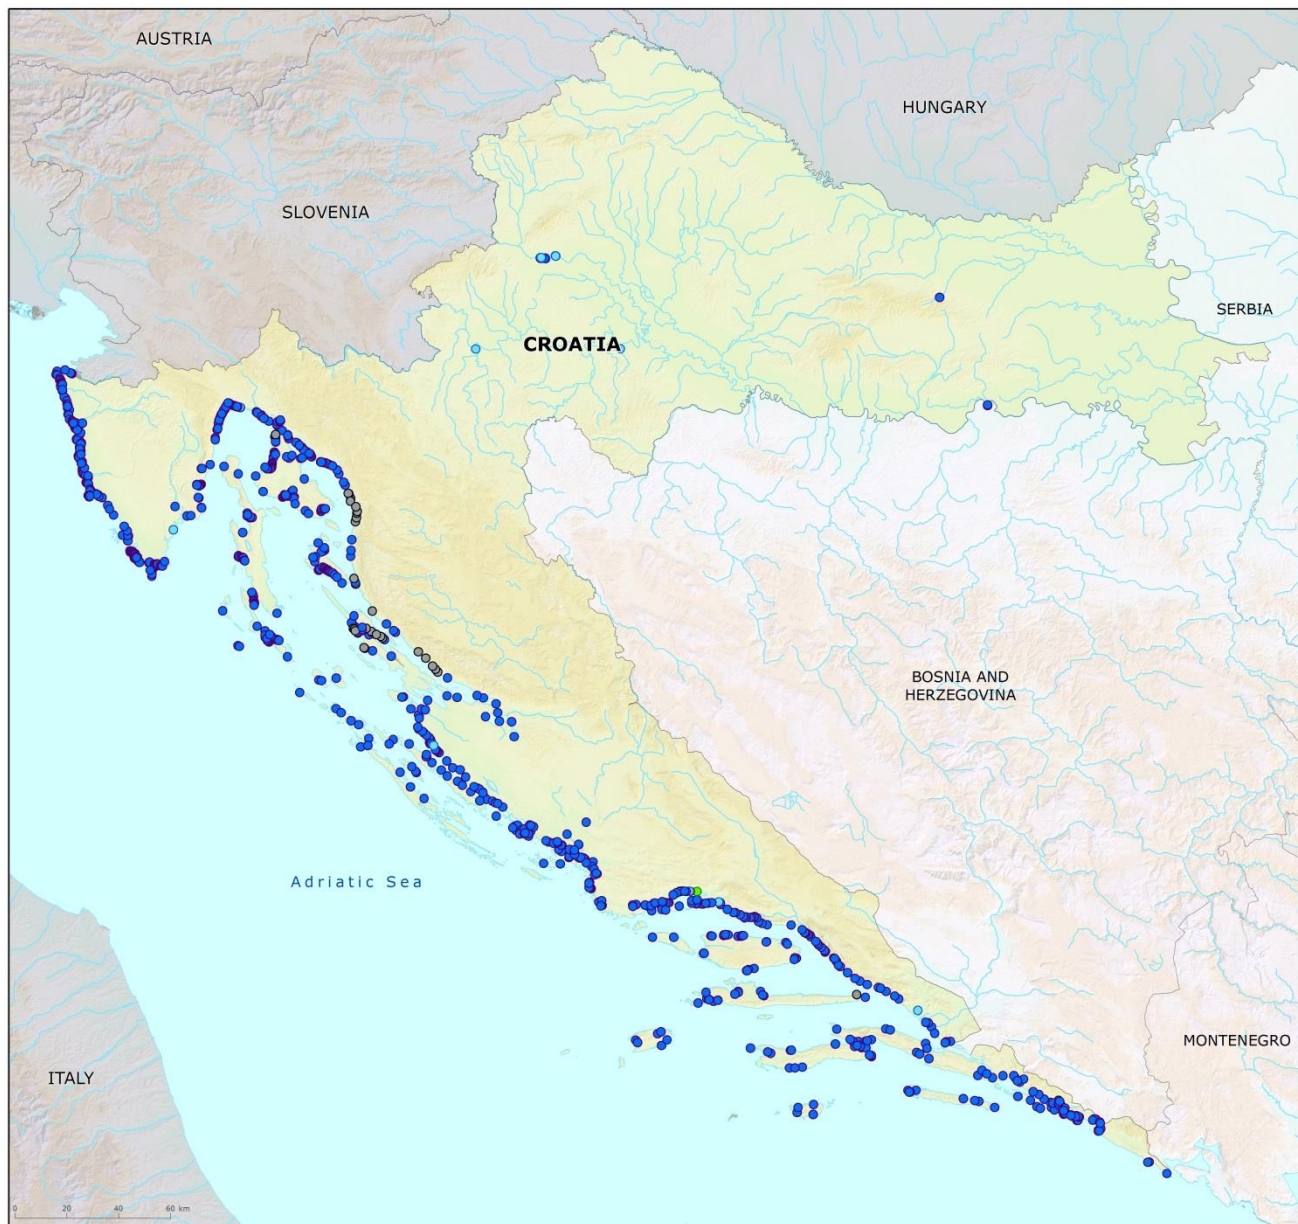 AUSTRIA
HUNGARY
SLOVENIA
SERBIA
CROATIA
BOSNIA AND
HERZEGOVINA
Adriatic Sea
MONTENEGRO
ITALY
0 20 40 60 km